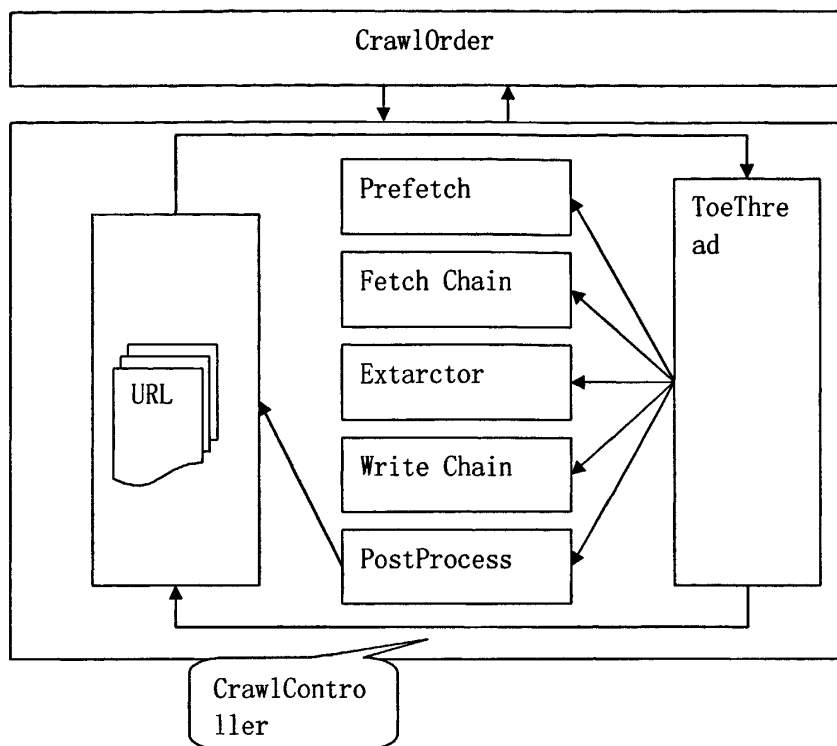 CrawlOrder
Prefetch
ToeThre
ad
Fetch Chain
Extarctor
URL
Write Chain
PostProcess
CrawlContro
ller